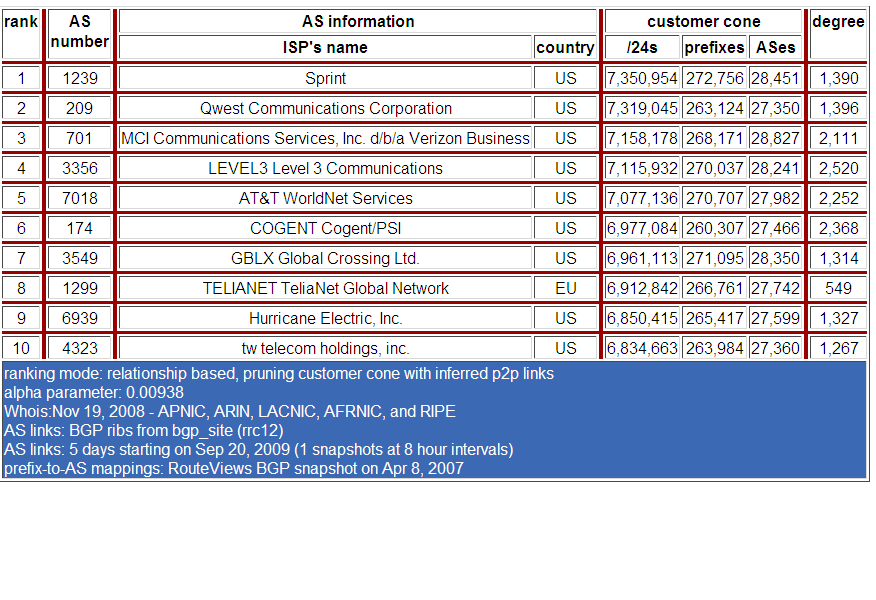 rank AS number AS information customer cone degree
ISP's name country /24s prefixes ASes
1 1239 Sprint US 7,350,954 272,756 28,451 1,390
2 209 Qwest Communications Corporation US 7,319,045 263,124 27,350 1,396
3 701 MCI Communications Services, Inc. d/b/a Verizon Business US 7,158,178 268,171 28,827 2,111
4 3356 LEVEL3 Level 3 Communications US 7,115,932 270,037 28,241 2,520
5 7018 AT&T WorldNet Services US 7,077,136 270,707 27,982 2,252
6 174 COGENT Cogent/PSI US 6,977,084 260,307 27,466 2,368
7 3549 GBLX Global Crossing Ltd. US 6,961,113 271,095 28,350 1,314
8 1299 TELIANET TeliaNet Global Network EU 6,912,842 266,761 27,742 549
9 6939 Hurricane Electric, Inc. US 6,850,415 265,417 27,599 1,327
10 4323 tw telecom holdings, inc. US 6,834,663 263,984 27,360 1,267
ranking mode: relationship based, pruning customer cone with inferred p2p links
alpha parameter: 0.00938
Whois:Nov 19, 2008 - APNIC, ARIN, LACNIC, AFRNIC, and RIPE
AS links: BGP ribs from bgp_site (rrc12)
AS links: 5 days starting on Sep 20, 2009 (1 snapshots at 8 hour intervals)
prefix-to-AS mappings: RouteViews BGP snapshot on Apr 8, 2007